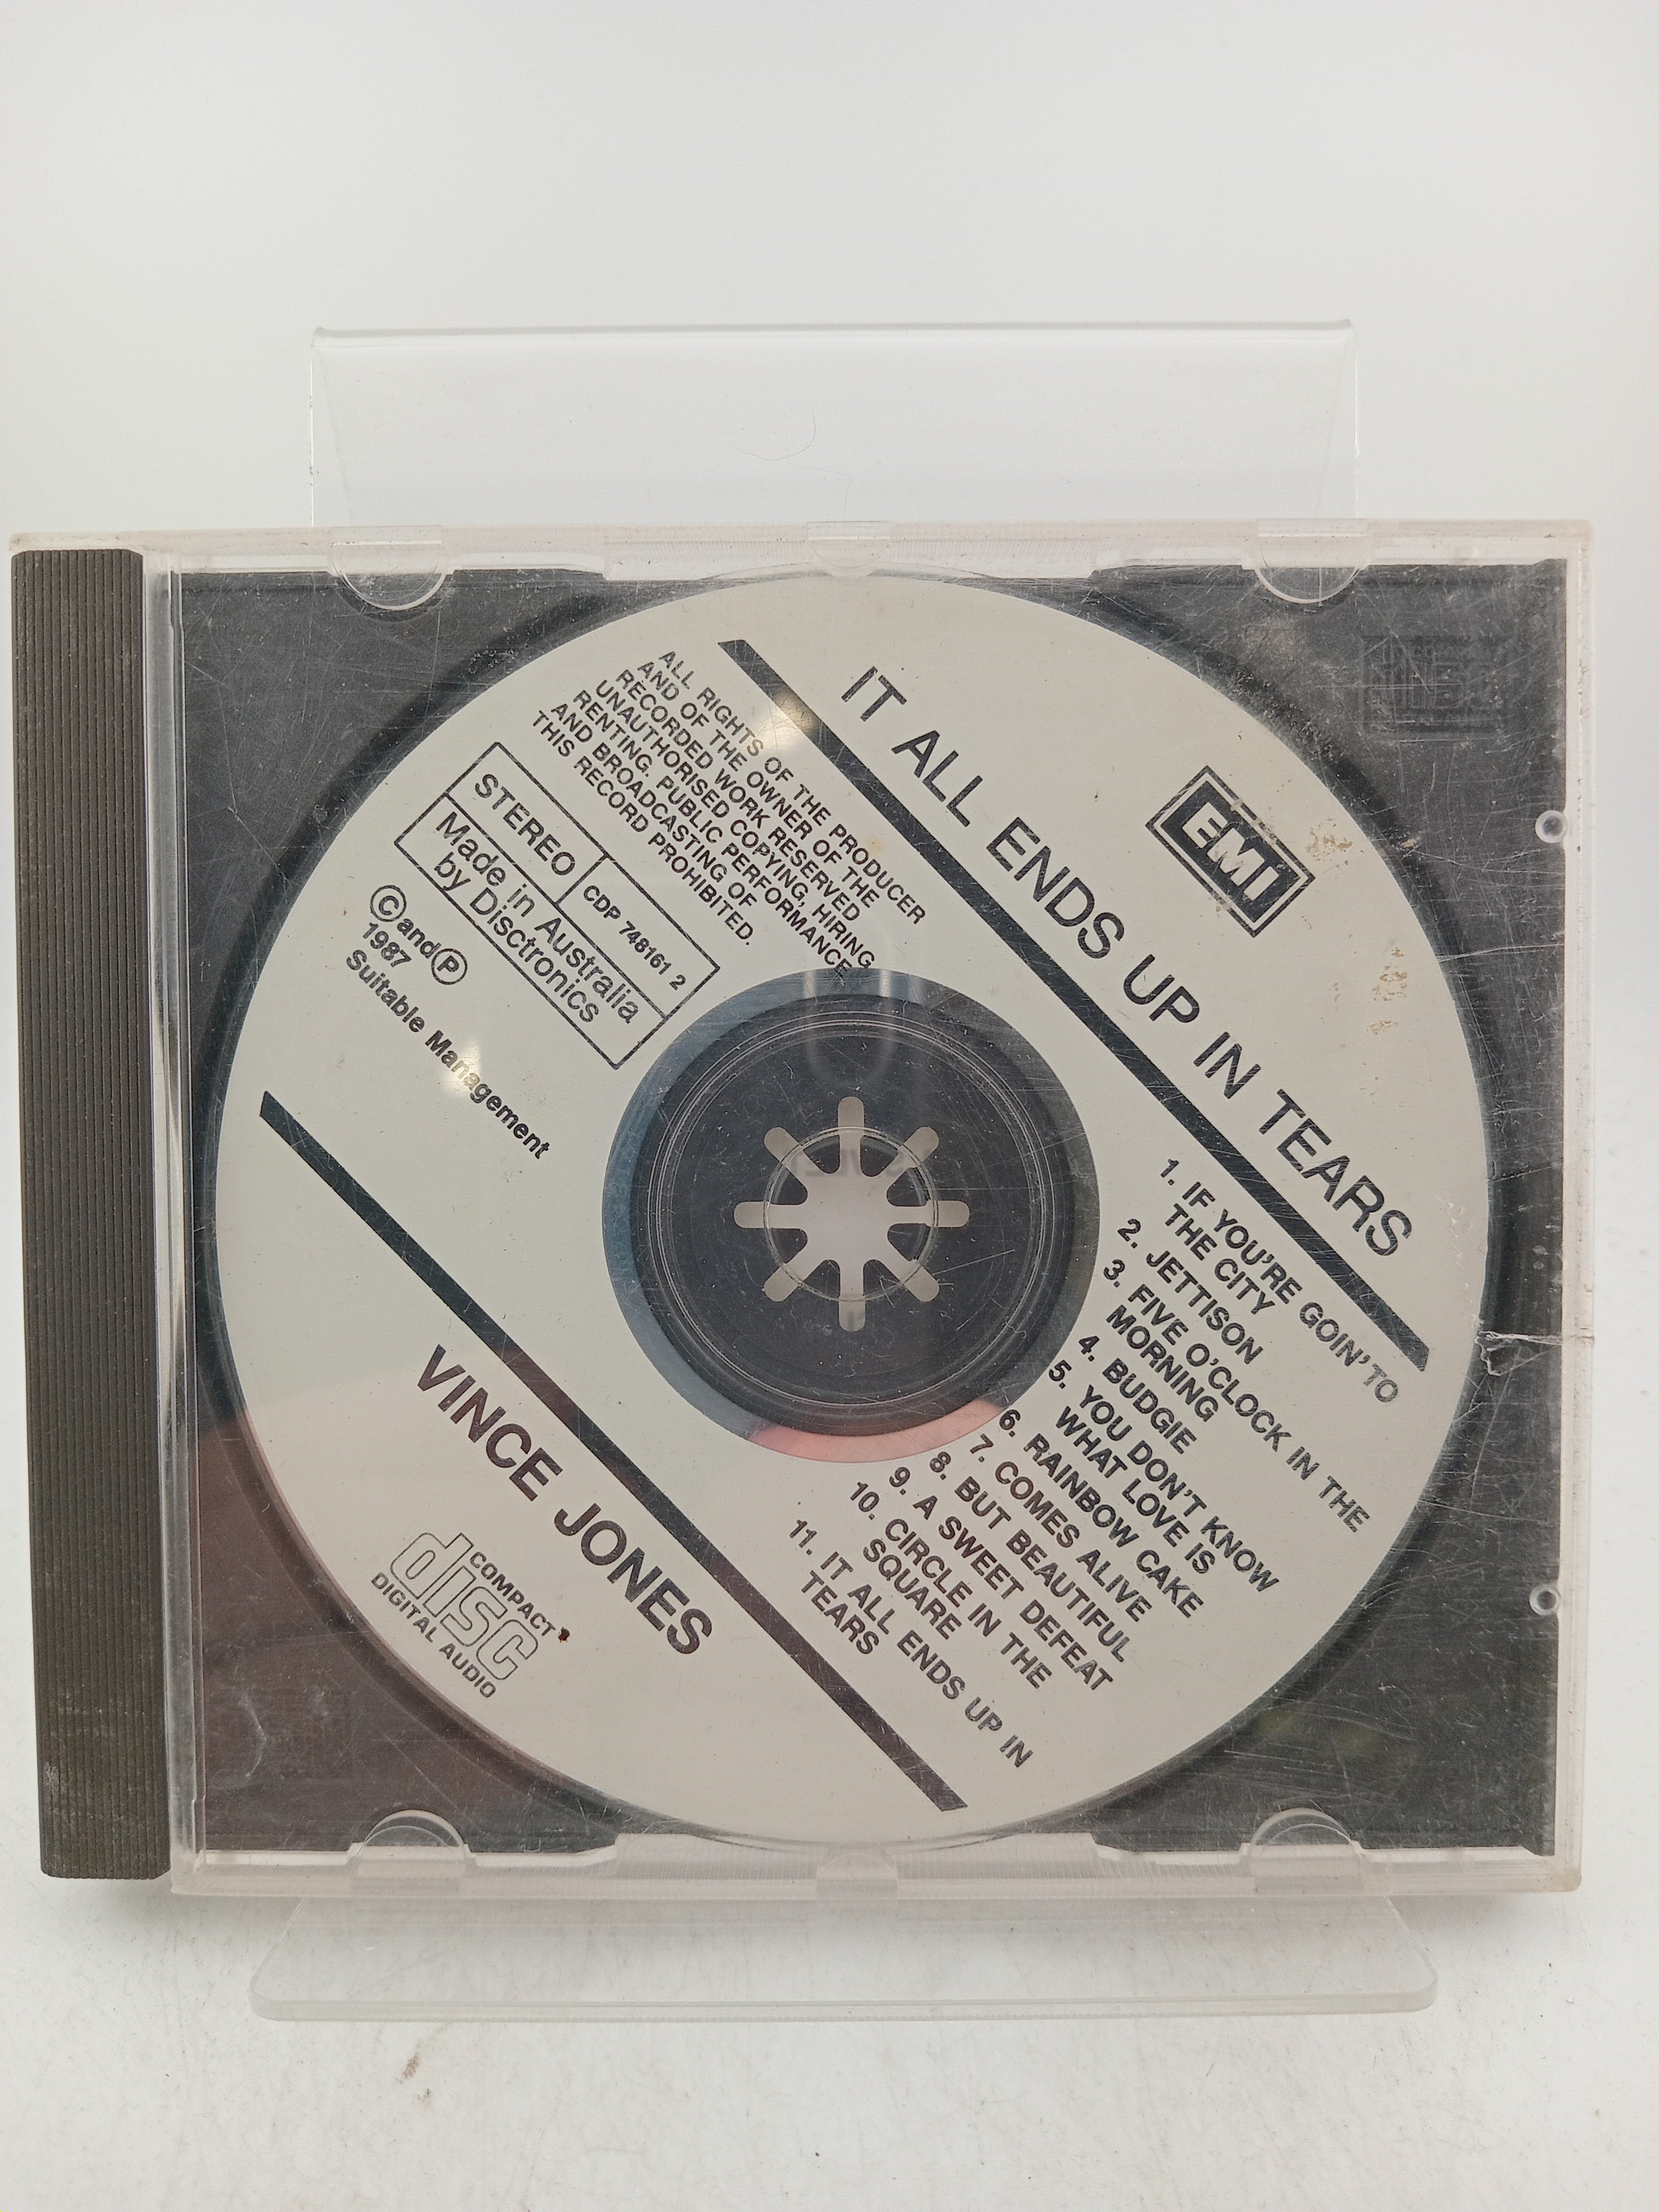 IT ALL ENDS UP IN TEARS
EMI
ALL RIGHTS OF THE PRODUCER
AND OF THE OWNER OF THE
RECORDED WORK RESERVED
UNAUTHORISED COPYING, HIRING
RENTING. PUBLIC PERFORMANCE
AND BROADCASTING OF
THIS RECORD PROHIBITED.
STEREO
CDP 748161 2
Made in Australia
by Disctronics
©and℗
1987
Suitable Management
1. IF YOU'RE GOIN' TO
THE CITY
2. JETTISON
3. FIVE O'CLOCK IN THE
MORNING
4. BUDGIE
5. YOU DON'T KNOW
WHAT LOVE IS
6. RAINBOW CAKE
7. COMES ALIVE
8. BUT BEAUTIFUL
9. A SWEET DEFEAT
10. CIRCLE IN THE
SQUARE
11. IT ALL ENDS UP IN
TEARS
VINCE JONES
COMPACT
disc
DIGITAL AUDIO